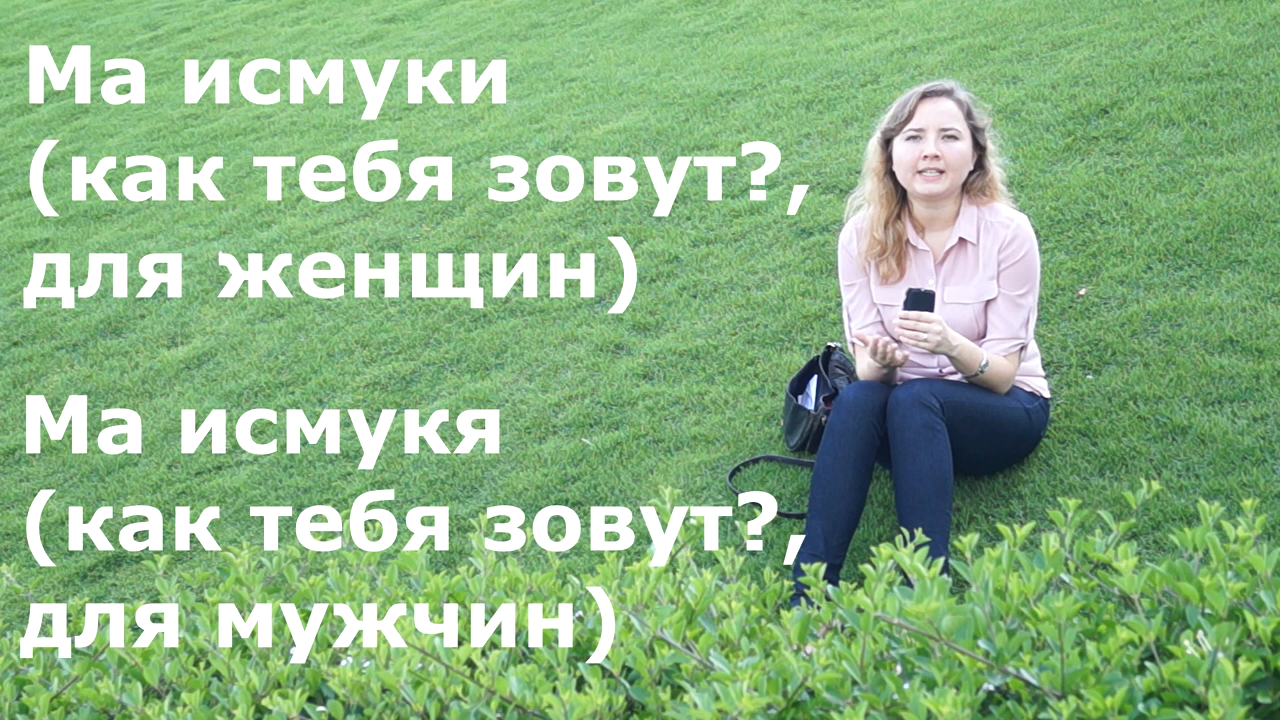 Ма исмуки
(как тебя зовут?,
для женщин)
Ма исмукя
(как тебя зовут?,
для мужчин)